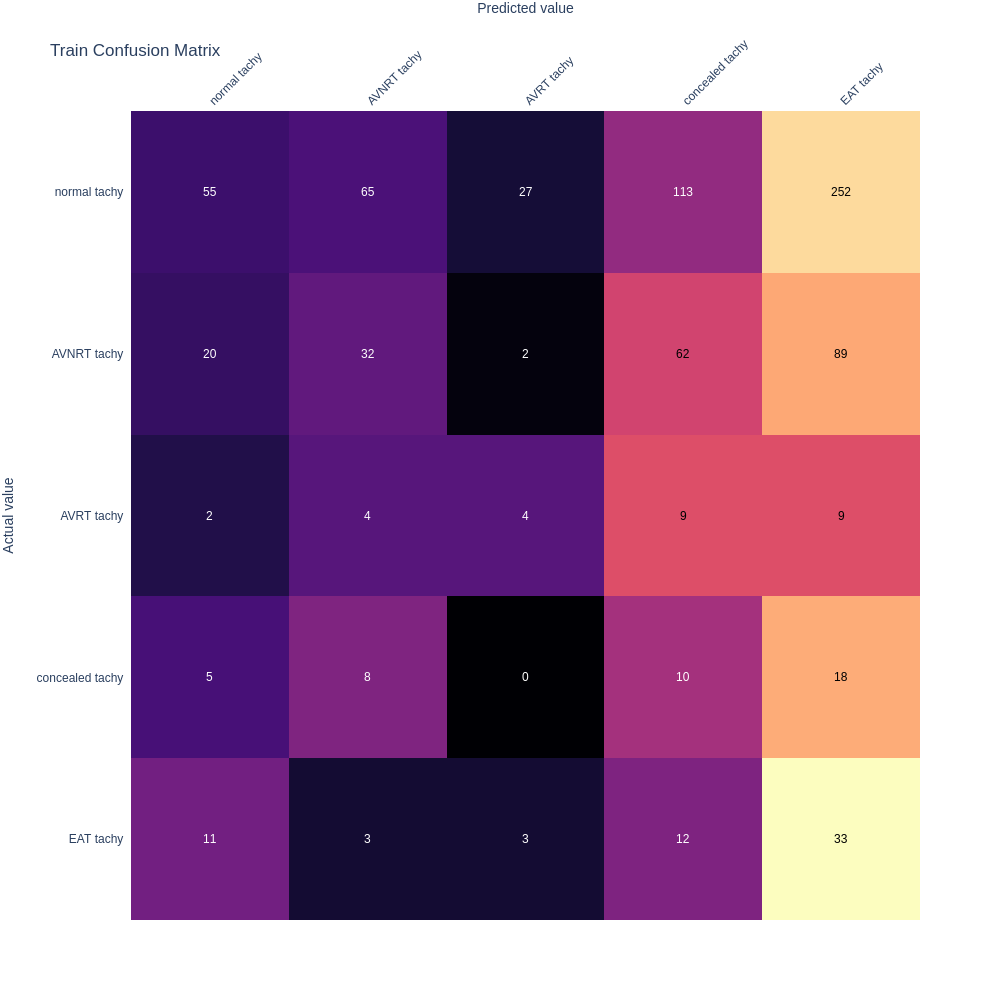 Predicted value
Train Confusion Matrix
normal tachy
AVNRT tachy
AVRT tachy
concealed tachy
EAT tachy
Actual value
normal tachy 55 65 27 113 252
AVNRT tachy 20 32 2 62 89
AVRT tachy 2 4 4 9 9
concealed tachy 5 8 0 10 18
EAT tachy 11 3 3 12 33